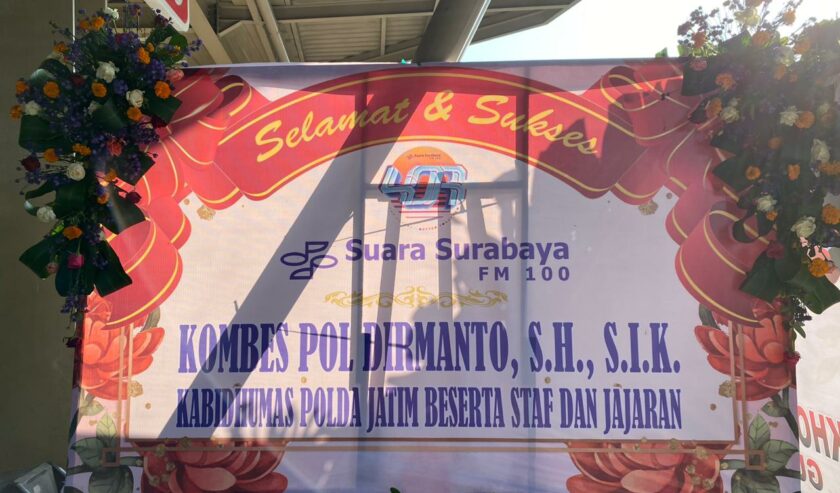 Selamat & Sukses
Suara Surabaya
FM 100
KOMBES POL DIRMANTO, S.H., S.I.K.
KABIDHUMAS POLDA JATIM BESERTA STAF DAN JAJARAN